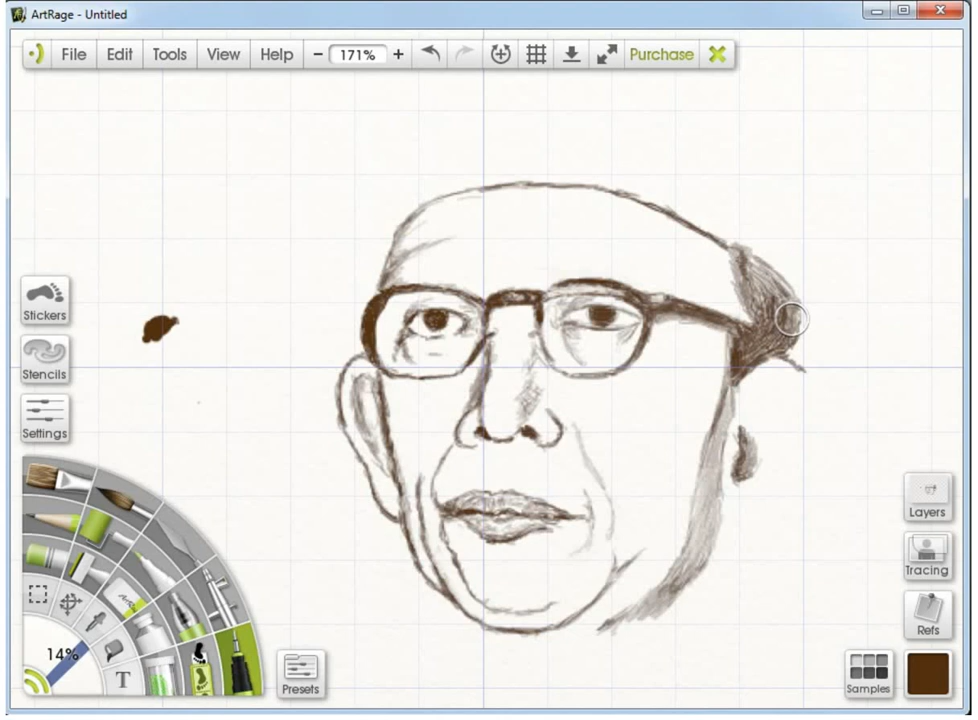 ArtRage - Untitled
File Edit Tools View Help − 171% + Purchase
Stickers
Stencils
Settings
Layers
Tracing
Refs
14%
T
Presets
Samples